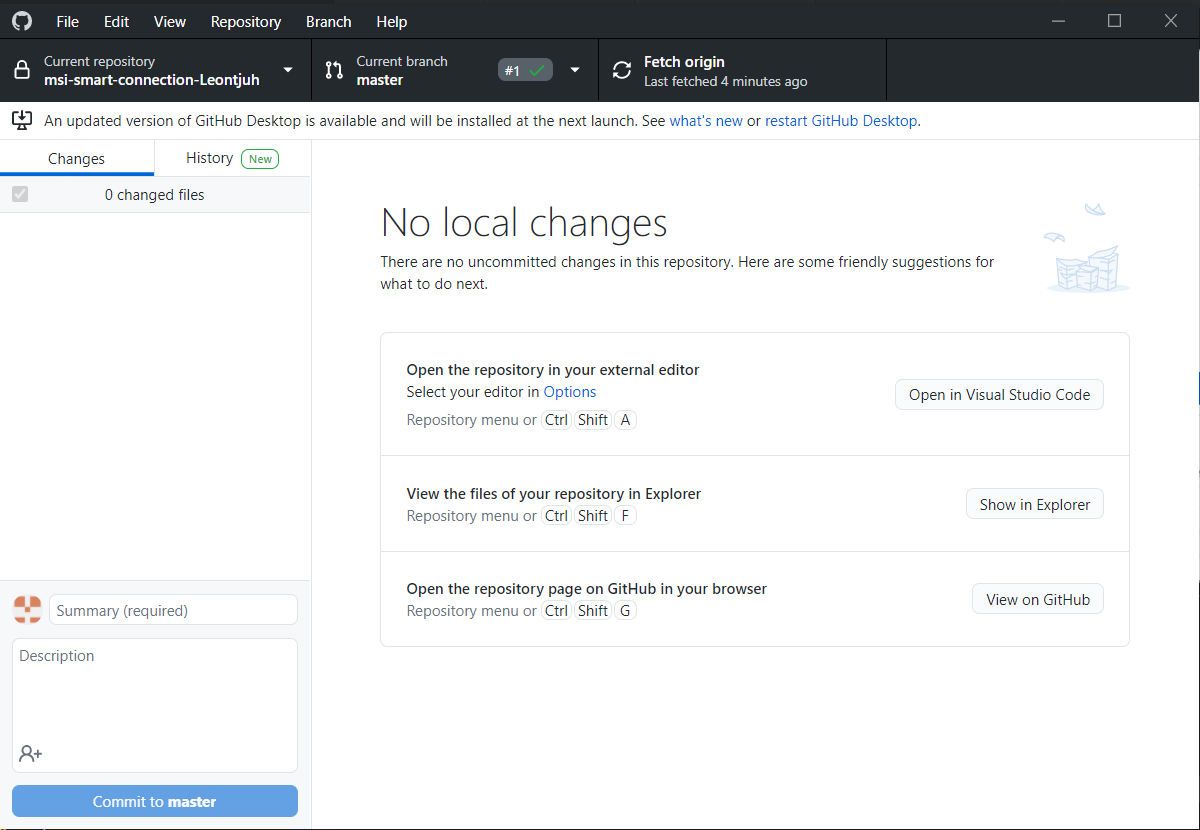 File Edit View Repository Branch Help
Current repository
msi-smart-connection-Leontjuh
Current branch
master
#1
Fetch origin
Last fetched 4 minutes ago
An updated version of GitHub Desktop is available and will be installed at the next launch. See what's new or restart GitHub Desktop.
Changes
History New
0 changed files
No local changes
There are no uncommitted changes in this repository. Here are some friendly suggestions for
what to do next.
Open the repository in your external editor
Select your editor in Options
Repository menu or Ctrl Shift A
Open in Visual Studio Code
View the files of your repository in Explorer
Repository menu or Ctrl Shift F
Show in Explorer
Open the repository page on GitHub in your browser
Repository menu or Ctrl Shift G
View on GitHub
Summary (required)
Description
Commit to master